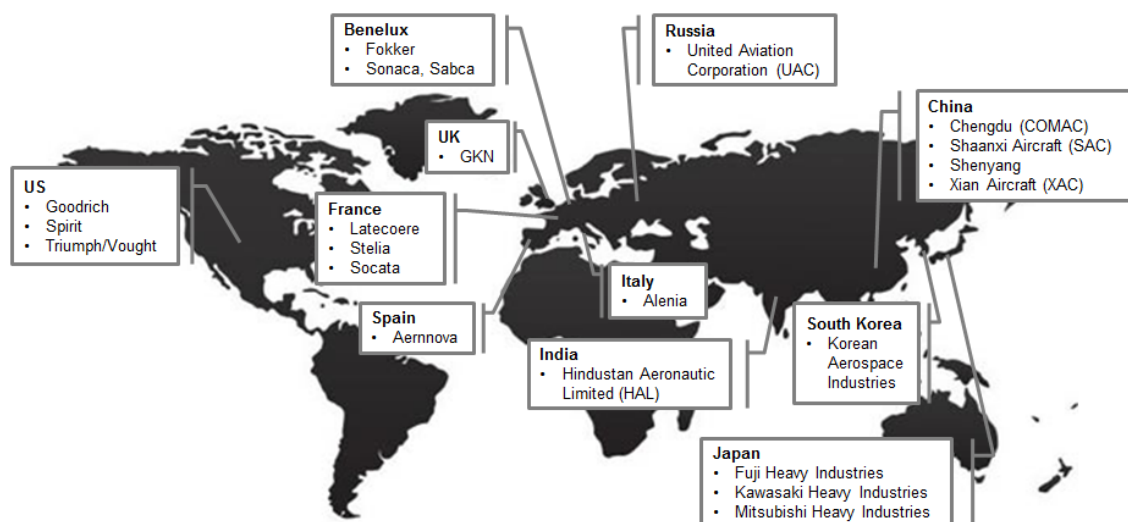 Benelux
• Fokker
• Sonaca, Sabca
Russia
• United Aviation
Corporation (UAC)
China
• Chengdu (COMAC)
• Shaanxi Aircraft (SAC)
• Shenyang
• Xian Aircraft (XAC)
UK
• GKN
US
• Goodrich
• Spirit
• Triumph/Vought
France
• Latecoere
• Stelia
• Socata
Italy
• Alenia
Spain
• Aernnova
South Korea
• Korean
Aerospace
Industries
India
• Hindustan Aeronautic
Limited (HAL)
Japan
• Fuji Heavy Industries
• Kawasaki Heavy Industries
• Mitsubishi Heavy Industries